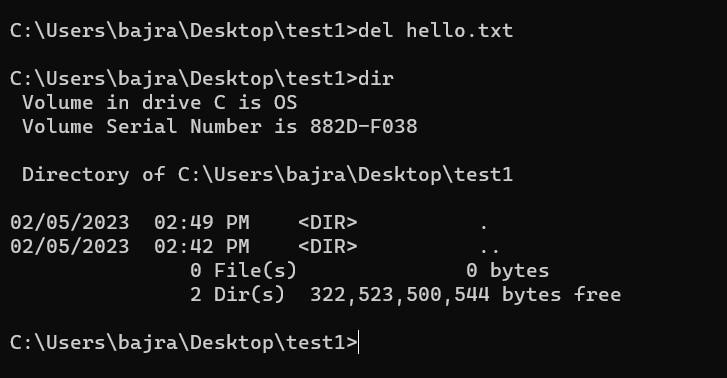 C:\Users\bajra\Desktop\test1>del hello.txt
C:\Users\bajra\Desktop\test1>dir
 Volume in drive C is OS
 Volume Serial Number is 882D-F038
 Directory of C:\Users\bajra\Desktop\test1
02/05/2023  02:49 PM    <DIR>          .
02/05/2023  02:42 PM    <DIR>          ..
               0 File(s)              0 bytes
               2 Dir(s)  322,523,500,544 bytes free
C:\Users\bajra\Desktop\test1>